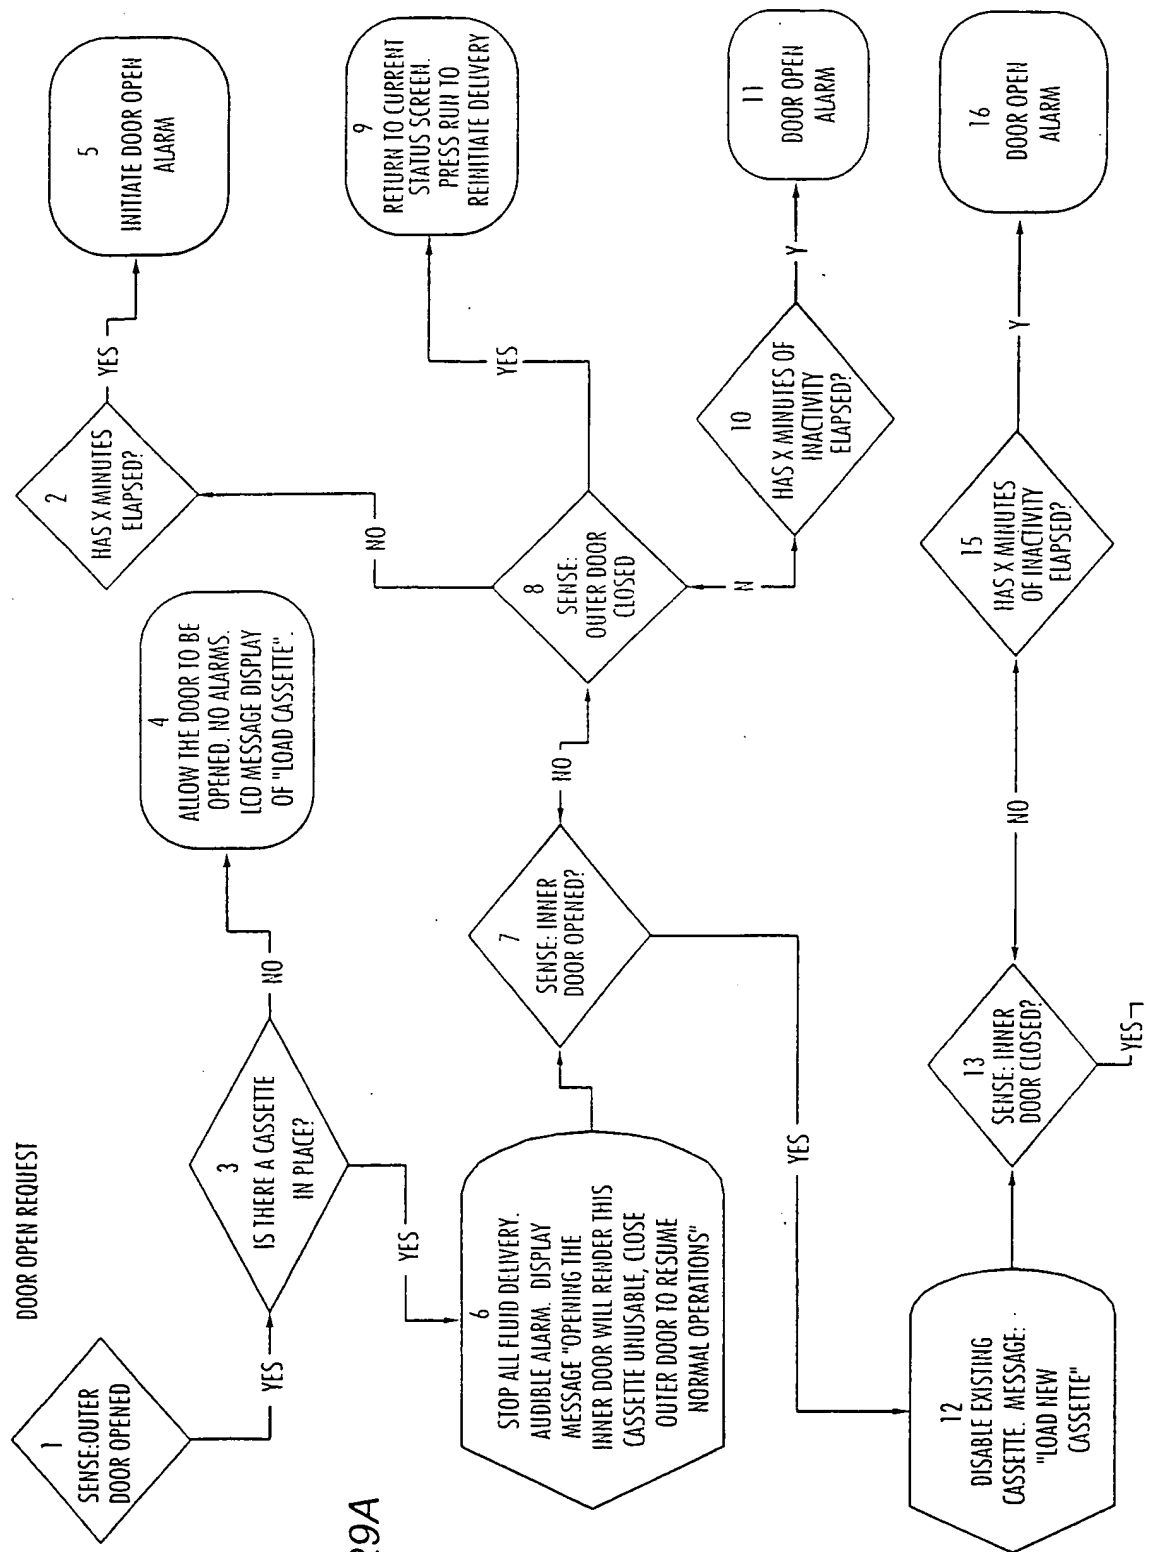 DOOR OPEN REQUEST
1
SENSE:OUTER
DOOR OPENED
YES
3
IS THERE A CASSETTE
IN PLACE?
NO
4
ALLOW THE DOOR TO BE
OPENED. NO ALARMS.
LCD MESSAGE DISPLAY
OF "LOAD CASSETTE".
2
HAS X MINUTES
ELAPSED?
YES
5
INITIATE DOOR OPEN
ALARM
YES
6
STOP ALL FLUID DELIVERY.
AUDIBLE ALARM. DISPLAY
MESSAGE "OPENING THE
INNER DOOR WILL RENDER THIS
CASSETTE UNUSABLE, CLOSE
OUTER DOOR TO RESUME
NORMAL OPERATIONS"
7
SENSE: INNER
DOOR OPENED?
NO
8
SENSE:
OUTER DOOR
CLOSED
NO
YES
9
RETURN TO CURRENT
STATUS SCREEN.
PRESS RUN TO
REINITIATE DELIVERY
N
10
HAS X MINUTES OF
INACTIVITY
ELAPSED?
Y
11
DOOR OPEN
ALARM
YES
12
DISABLE EXISTING
CASSETTE. MESSAGE:
"LOAD NEW
CASSETTE"
13
SENSE: INNER
DOOR CLOSED?
YES
NO
15
HAS X MINUTES
OF INACTIVITY
ELAPSED?
Y
16
DOOR OPEN
ALARM
29A